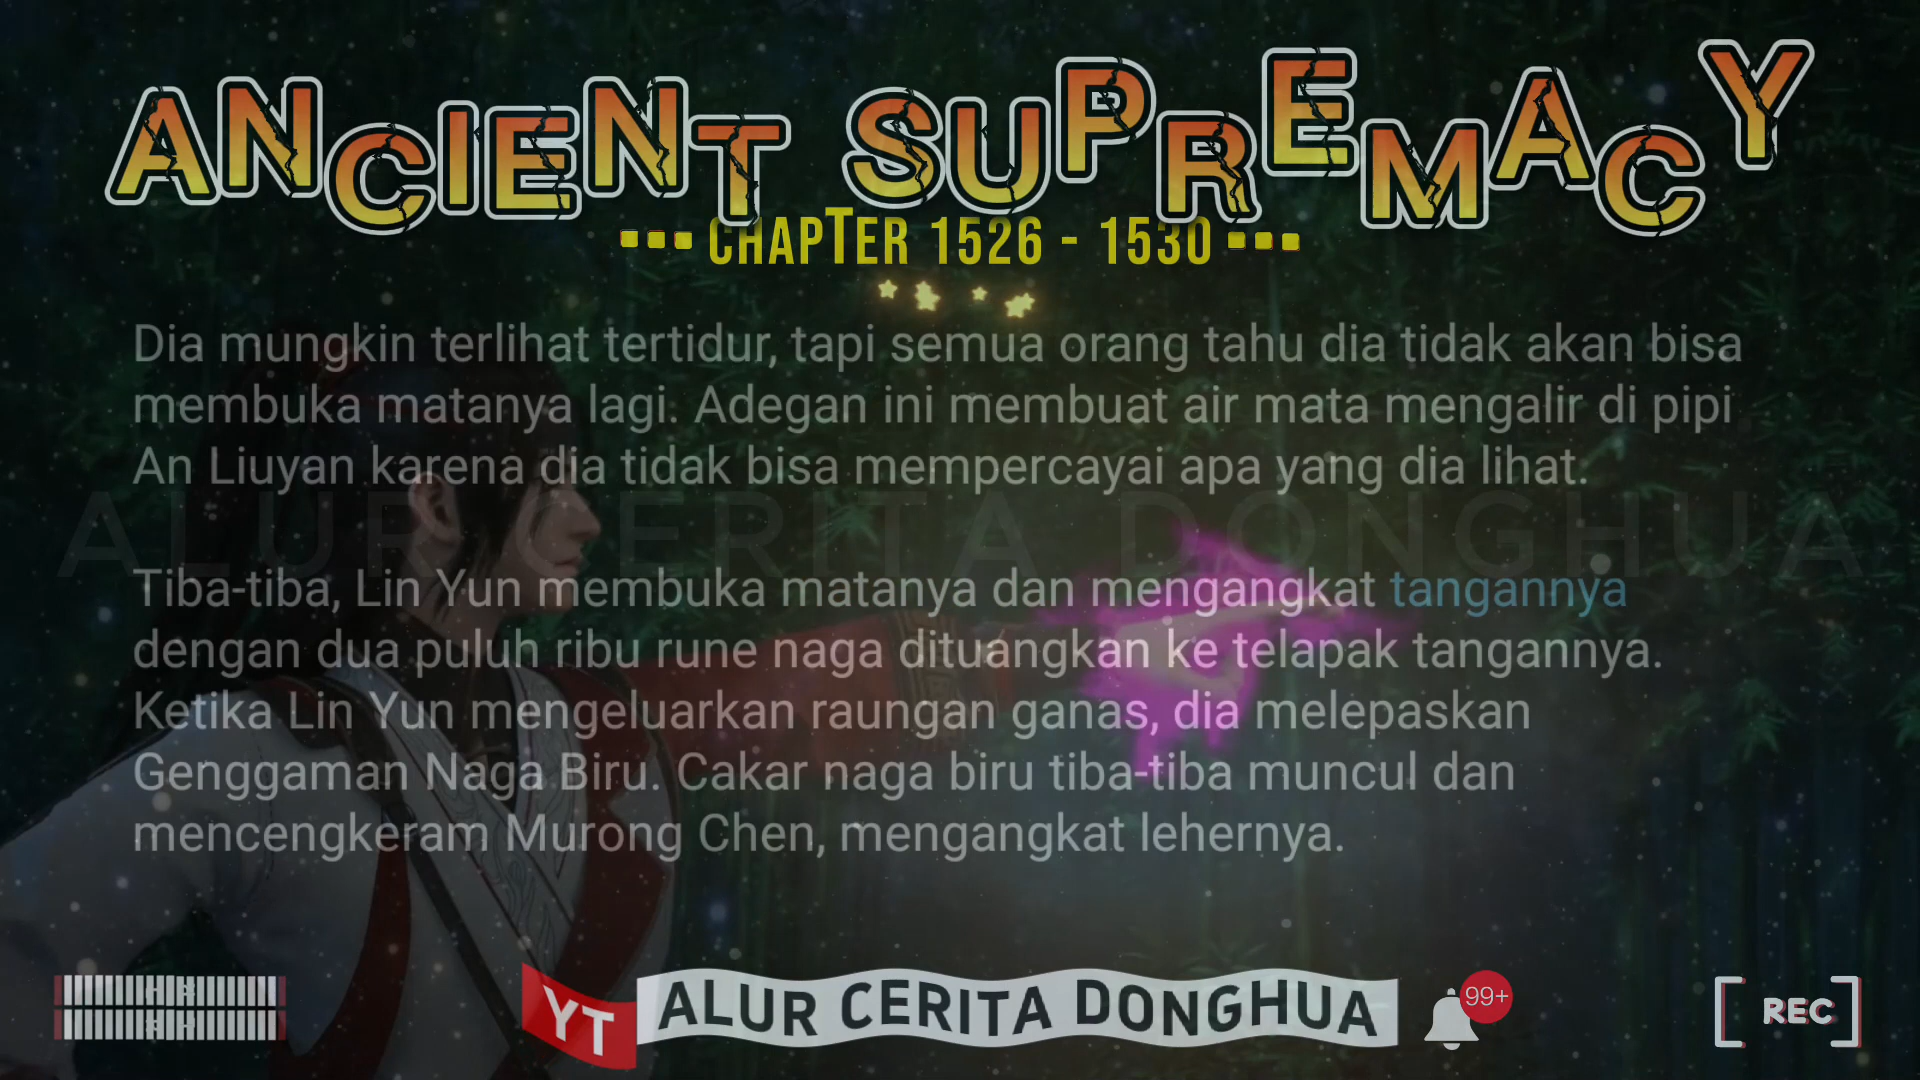 ANCIENT SUPREMACY
CHAPTER 1526 - 1530
Dia mungkin terlihat tertidur, tapi semua orang tahu dia tidak akan bisa
membuka matanya lagi. Adegan ini membuat air mata mengalir di pipi
An Liuyan karena dia tidak bisa mempercayai apa yang dia lihat.
ALUR CERITA DONGHUA
Tiba-tiba, Lin Yun membuka matanya dan mengangkat tangannya
dengan dua puluh ribu rune naga dituangkan ke telapak tangannya.
Ketika Lin Yun mengeluarkan raungan ganas, dia melepaskan
Genggaman Naga Biru. Cakar naga biru tiba-tiba muncul dan
mencengkeram Murong Chen, mengangkat lehernya.
YT ALUR CERITA DONGHUA
99+
REC